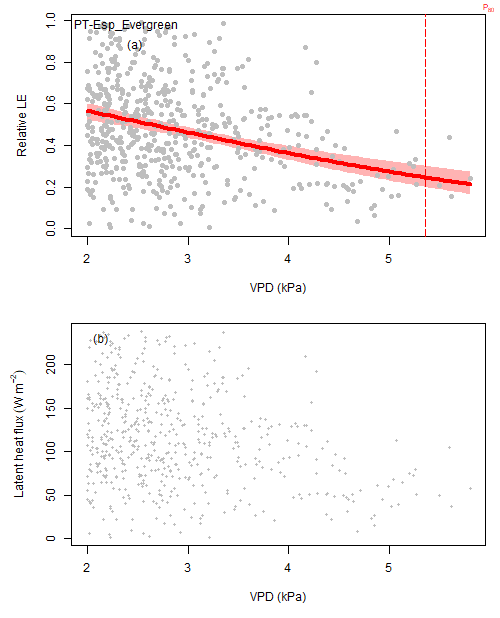 P80
PT-Esp_Evergreen
(a)
Relative LE
0.0 0.2 0.4 0.6 0.8 1.0
2 3 4 5
VPD (kPa)
(b)
Latent heat flux (W m⁻²)
0 50 100 150 200
2 3 4 5
VPD (kPa)